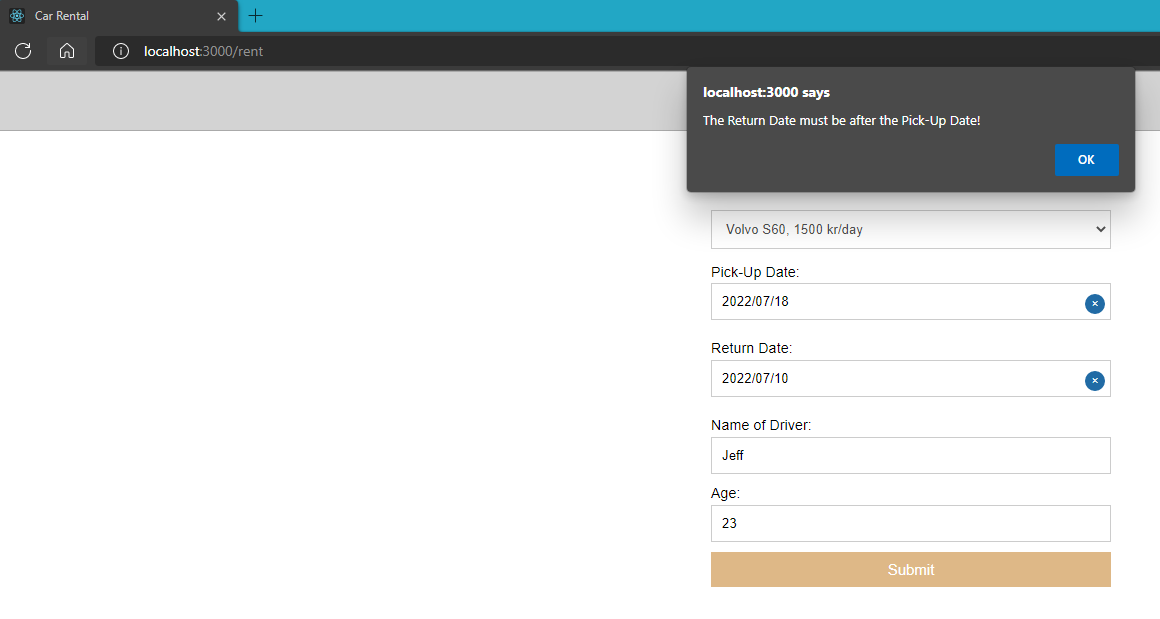 Car Rental
localhost:3000/rent
localhost:3000 says
The Return Date must be after the Pick-Up Date!
OK
Volvo S60, 1500 kr/day
Pick-Up Date:
2022/07/18
Return Date:
2022/07/10
Name of Driver:
Jeff
Age:
23
Submit